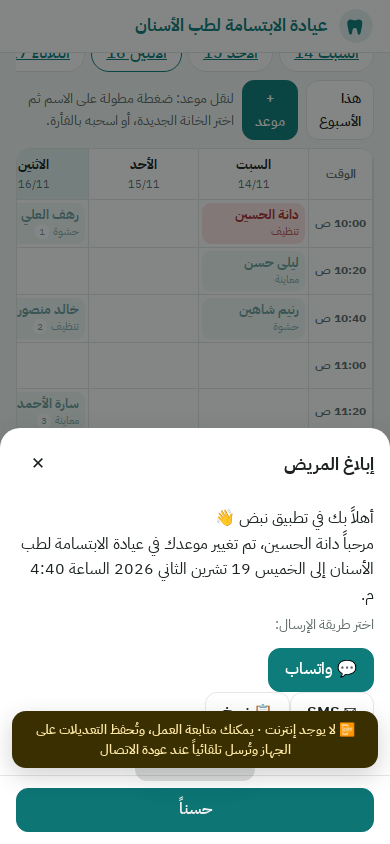 عيادة الابتسامة لطب الأسنان
السبت 14
الأحد 15
الاثنين 16
الثلاثاء 17
هذا الأسبوع
+ موعد
لنقل موعد: ضغطة مطولة على الاسم ثم
اختر الخانة الجديدة، أو اسحبه بالفأرة.
الوقت
السبت
14/11
الأحد
15/11
الاثنين
16/11
10:00 ص
دانة الحسين
تنظيف
رهف العلي
حشوة 1
10:20 ص
ليلى حسن
معاينة
10:40 ص
رنيم شاهين
حشوة
خالد منصور
تنظيف 2
11:00 ص
11:20 ص
سارة الأحمد
معاينة 3
إبلاغ المريض
✕
أهلاً بك في تطبيق نبض 👋
مرحباً دانة الحسين، تم تغيير موعدك في عيادة الابتسامة لطب
الأسنان إلى الخميس 19 تشرين الثاني 2026 الساعة 4:40
م.
اختر طريقة الإرسال:
💬 واتساب
✉ SMS
📴 لا يوجد إنترنت · يمكنك متابعة العمل، وتُحفظ التعديلات على
الجهاز وتُرسل تلقائياً عند عودة الاتصال
حسناً